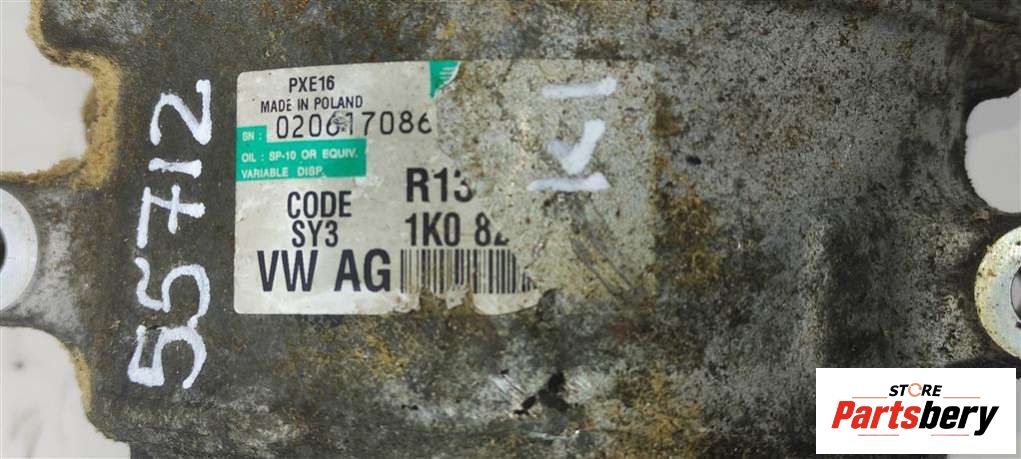 55712
PXE16
MADE IN POLAND
SN : 020617086
OIL : SP-10 OR EQUIV.
VARIABLE DISP.
CODE R13
SY3 1K0 82
VW AG
STORE
Partsbery